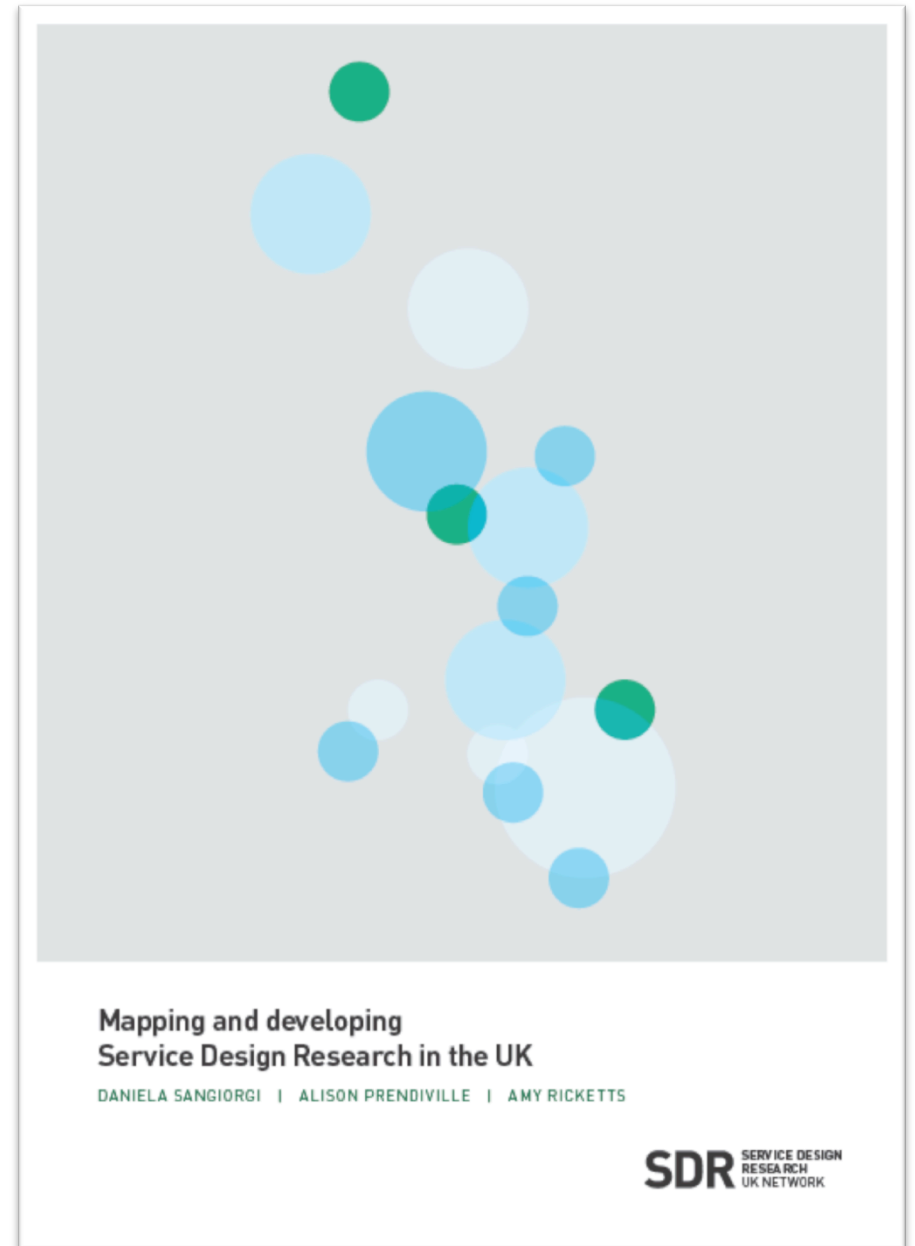 Mapping and developing
Service Design Research in the UK
DANIELA SANGIORGI | ALISON PRENDIVILLE | AMY RICKETTS
SDR
SERVICE DESIGN
RESEARCH
UK NETWORK